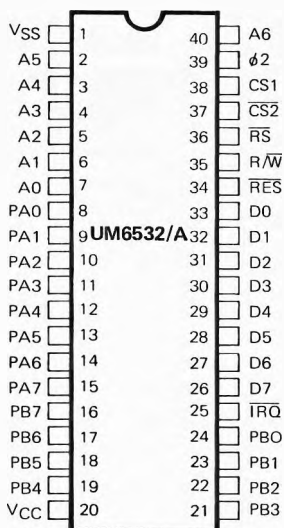 VSS 1 40 A6
A5 2 39 ϕ2
A4 3 38 CS1
A3 4 37 C̅S̅2̅
A2 5 36 R̅S̅
A1 6 35 R/W̅
A0 7 34 R̅E̅S̅
PA0 8 33 D0
PA1 9 UM6532/A 32 D1
PA2 10 31 D2
PA3 11 30 D3
PA4 12 29 D4
PA5 13 28 D5
PA6 14 27 D6
PA7 15 26 D7
PB7 16 25 I̅R̅Q̅
PB6 17 24 PBO
PB5 18 23 PB1
PB4 19 22 PB2
VCC 20 21 PB3